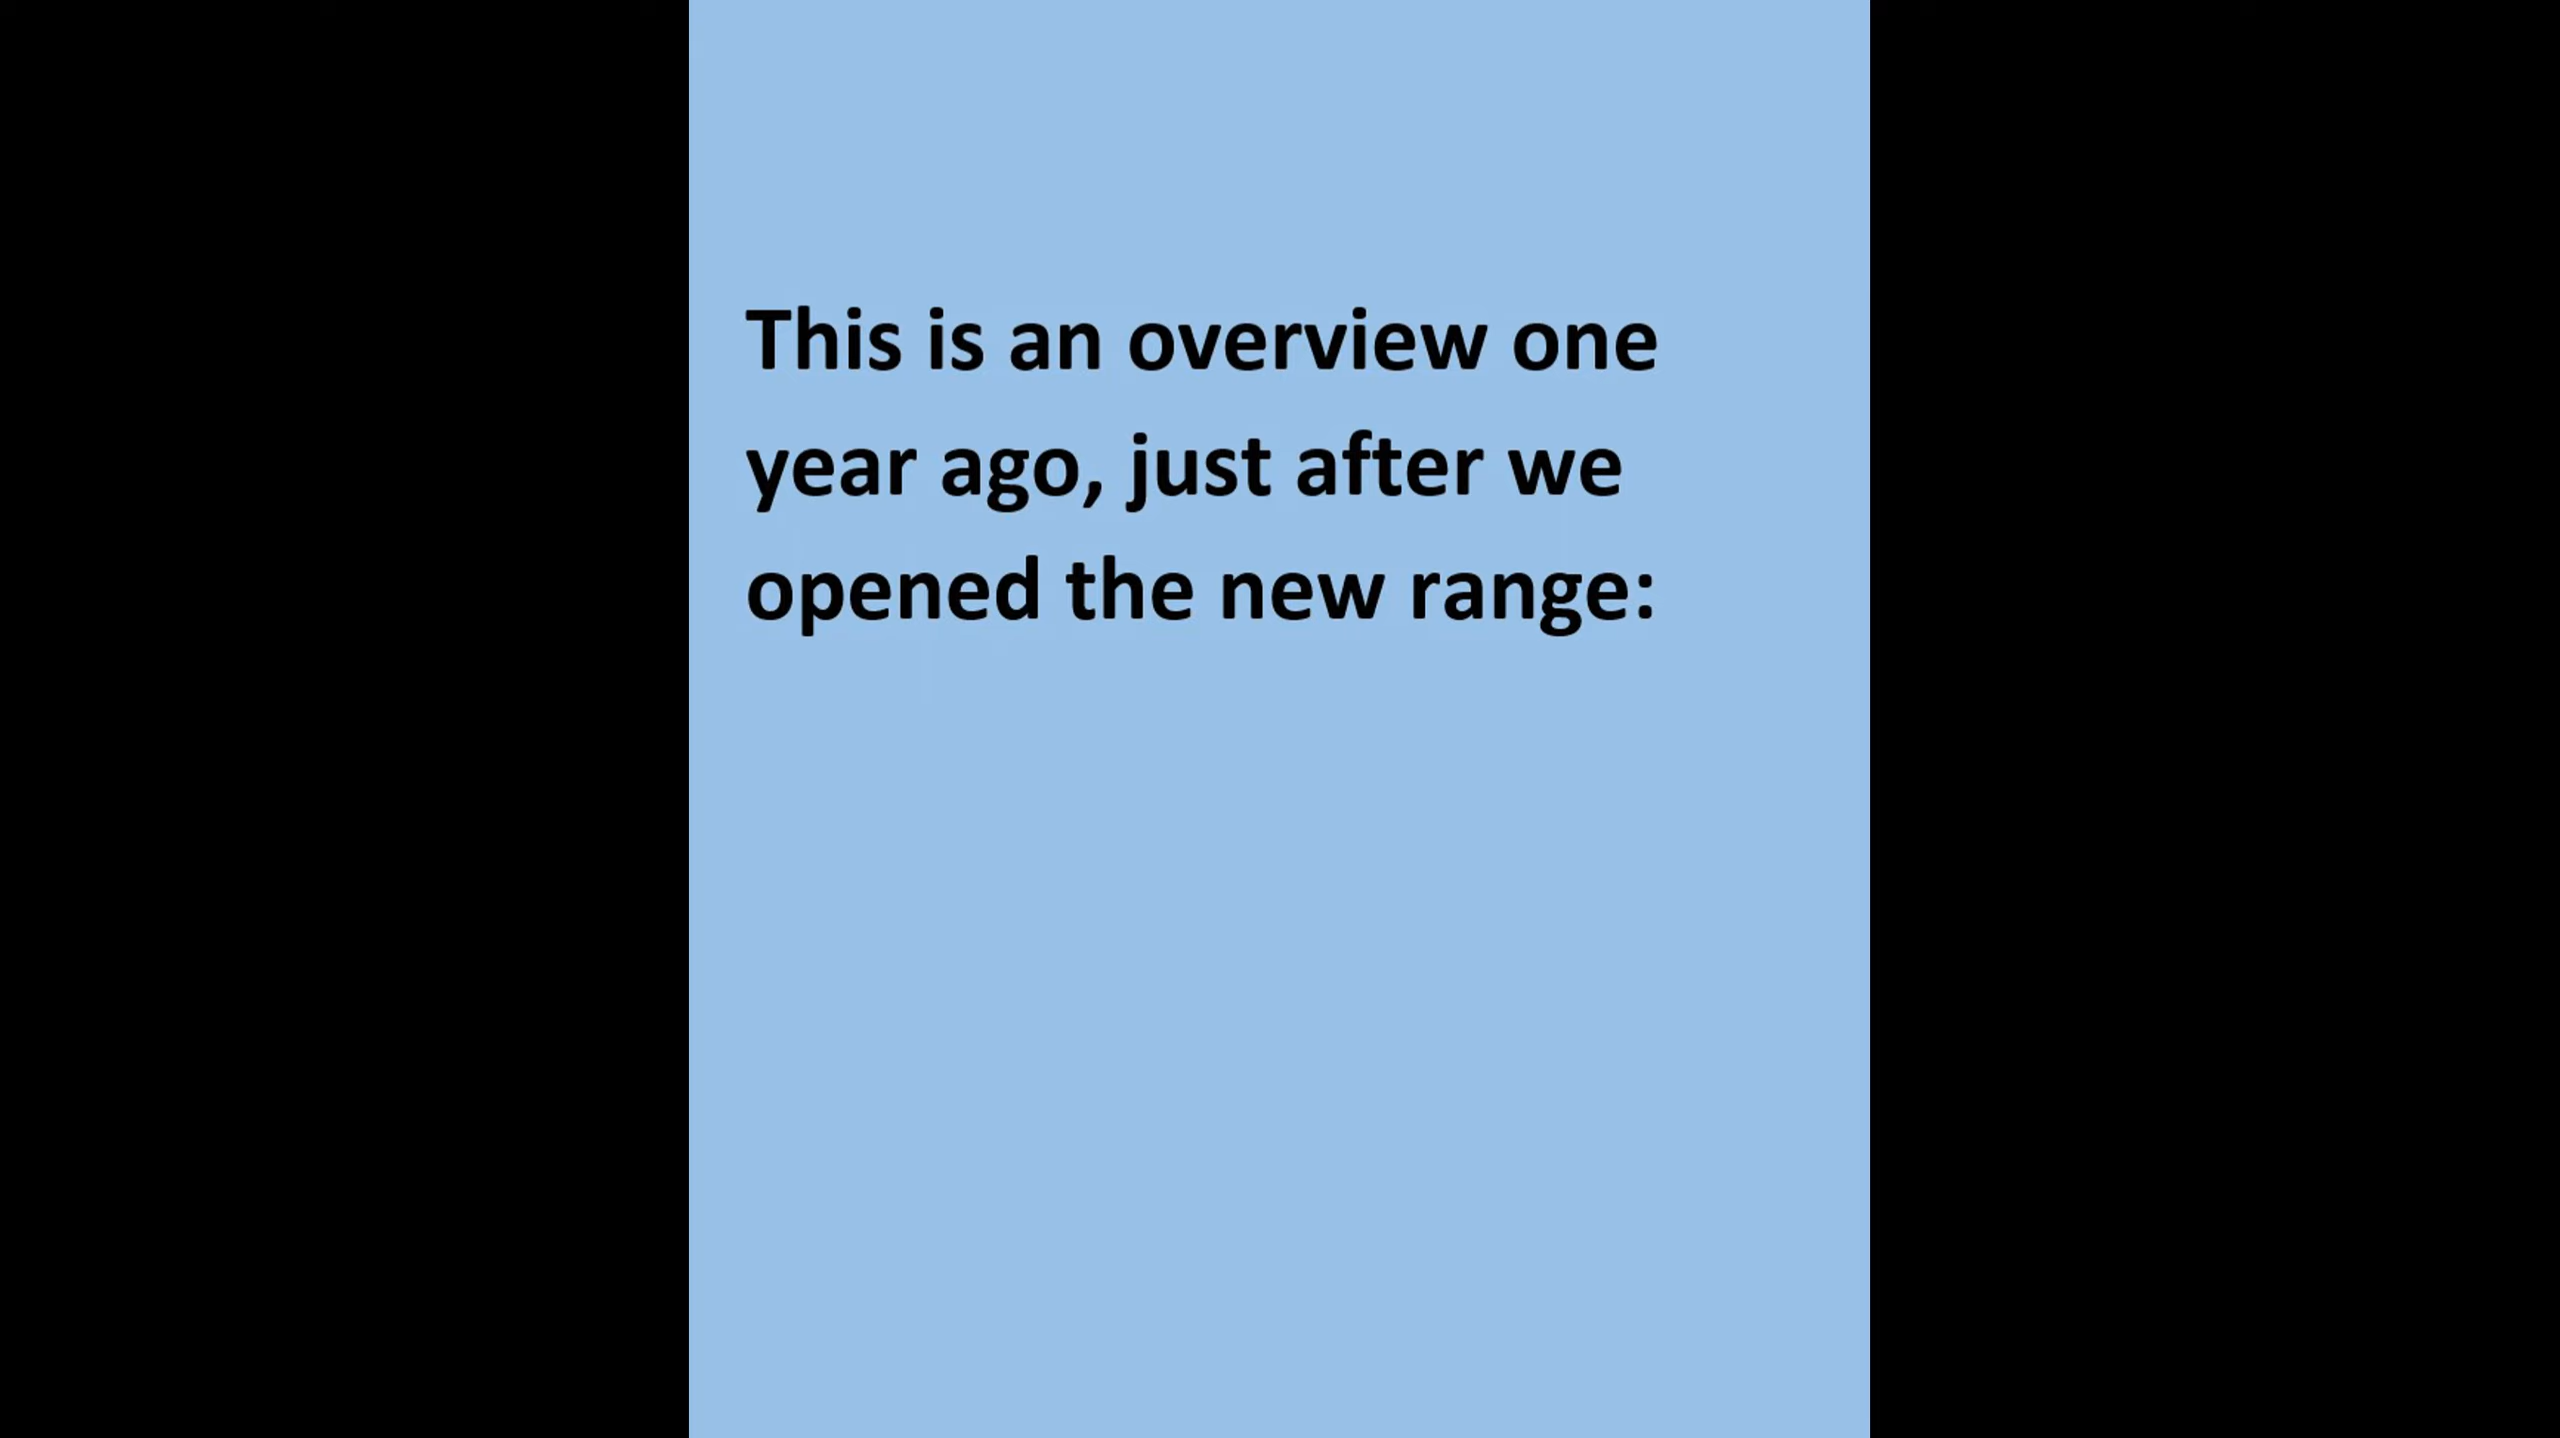 This is an overview one
year ago, just after we
opened the new range: